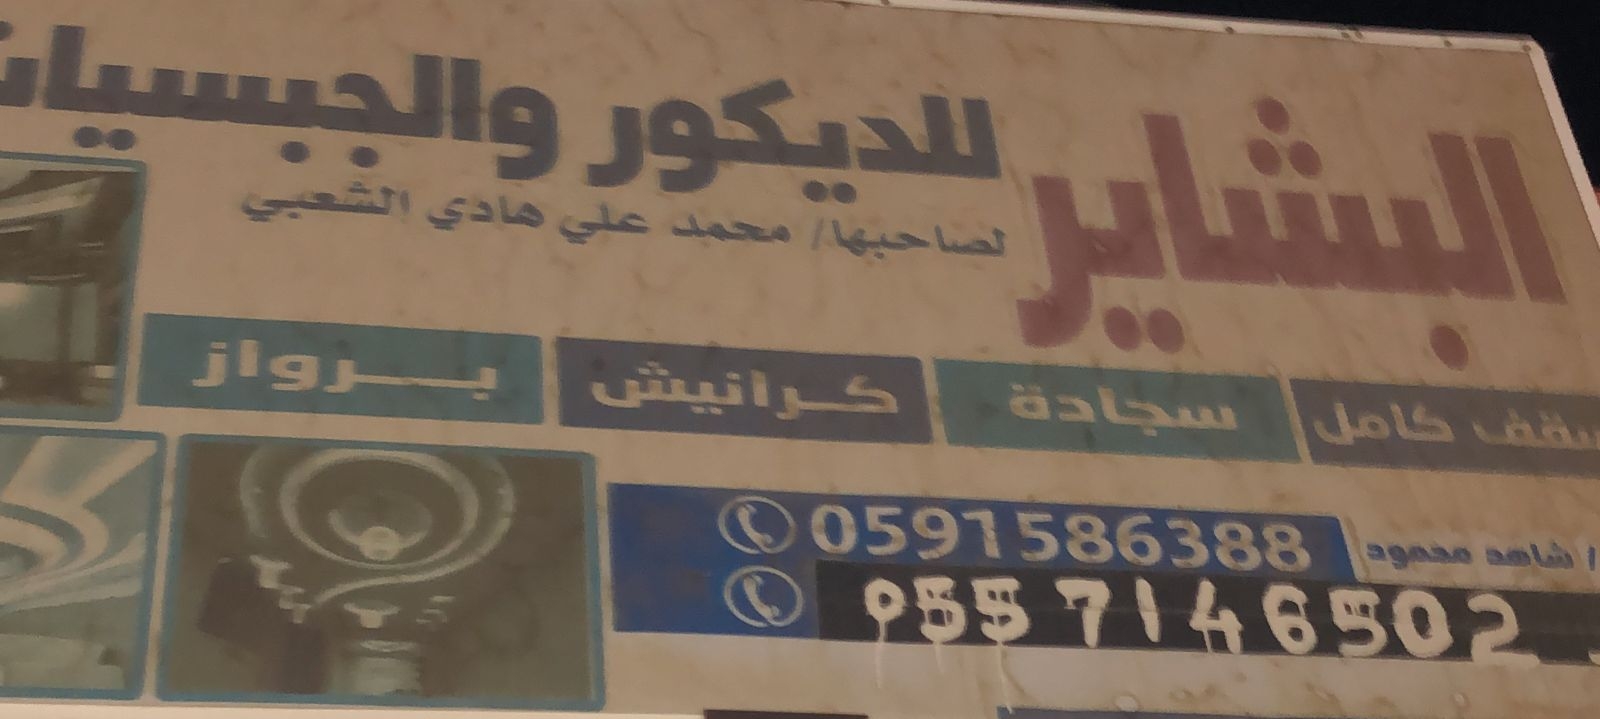 البشاير للديكور والجبسيات
لصاحبها/ محمد علي هادي الشعبي
سقف كامل سجادة كرانيش برواز
0591586388
/ شاهد محمود
0557146502